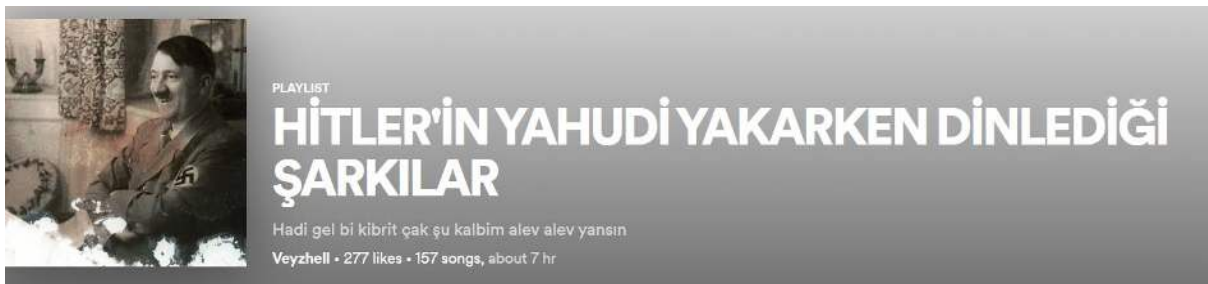 PLAYLIST
HİTLER'İN YAHUDİ YAKARKEN DİNLEDİĞİ
ŞARKILAR
Hadi gel bi kibrit çak şu kalbim alev alev yansın
Veyzhell • 277 likes • 157 songs, about 7 hr